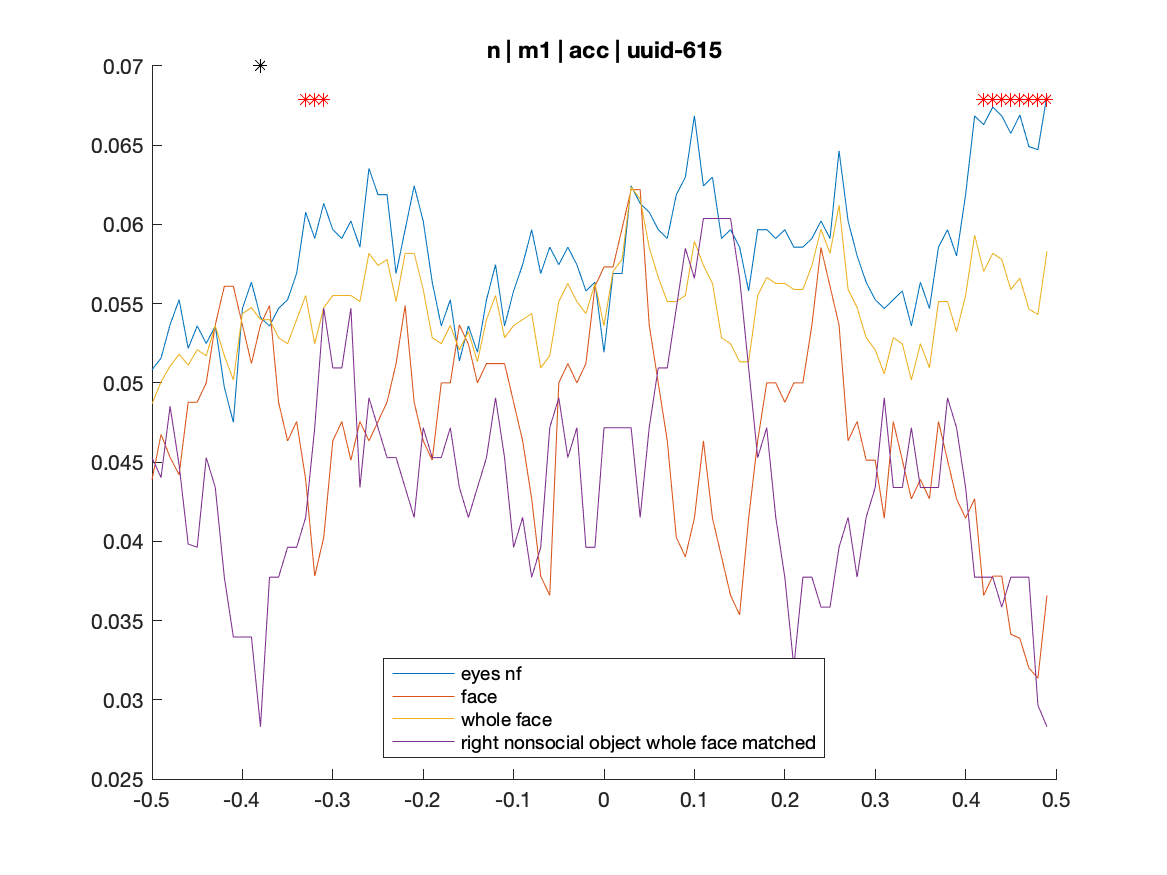 n | m1 | acc | uuid-615
0.07
0.065
0.06
0.055
0.05
0.045
0.04
0.035
0.03
0.025
eyes nf
face
whole face
right nonsocial object whole face matched
-0.5 -0.4 -0.3 -0.2 -0.1 0 0.1 0.2 0.3 0.4 0.5